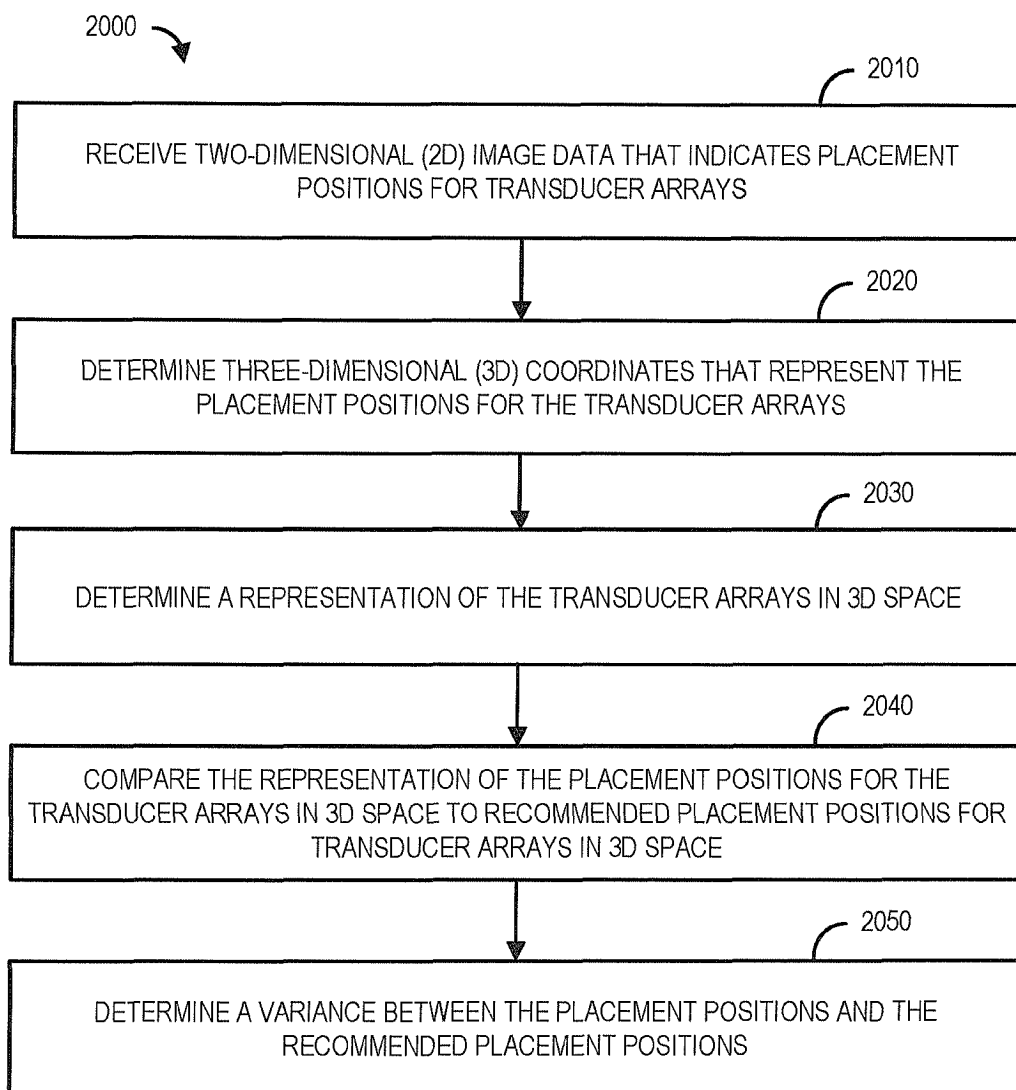 2000
2010
RECEIVE TWO-DIMENSIONAL (2D) IMAGE DATA THAT INDICATES PLACEMENT
POSITIONS FOR TRANSDUCER ARRAYS
2020
DETERMINE THREE-DIMENSIONAL (3D) COORDINATES THAT REPRESENT THE
PLACEMENT POSITIONS FOR THE TRANSDUCER ARRAYS
2030
DETERMINE A REPRESENTATION OF THE TRANSDUCER ARRAYS IN 3D SPACE
2040
COMPARE THE REPRESENTATION OF THE PLACEMENT POSITIONS FOR THE
TRANSDUCER ARRAYS IN 3D SPACE TO RECOMMENDED PLACEMENT POSITIONS FOR
TRANSDUCER ARRAYS IN 3D SPACE
2050
DETERMINE A VARIANCE BETWEEN THE PLACEMENT POSITIONS AND THE
RECOMMENDED PLACEMENT POSITIONS